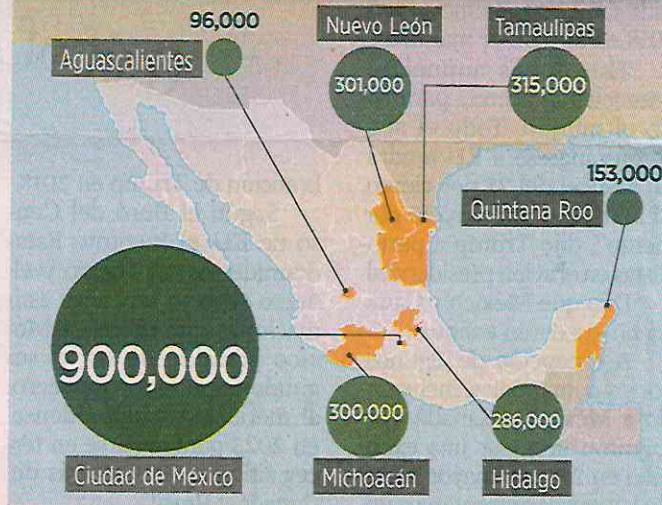 96,000
Aguascalientes
Nuevo León
301,000
Tamaulipas
315,000
153,000
Quintana Roo
900,000
Ciudad de México
300,000
Michoacán
286,000
Hidalgo